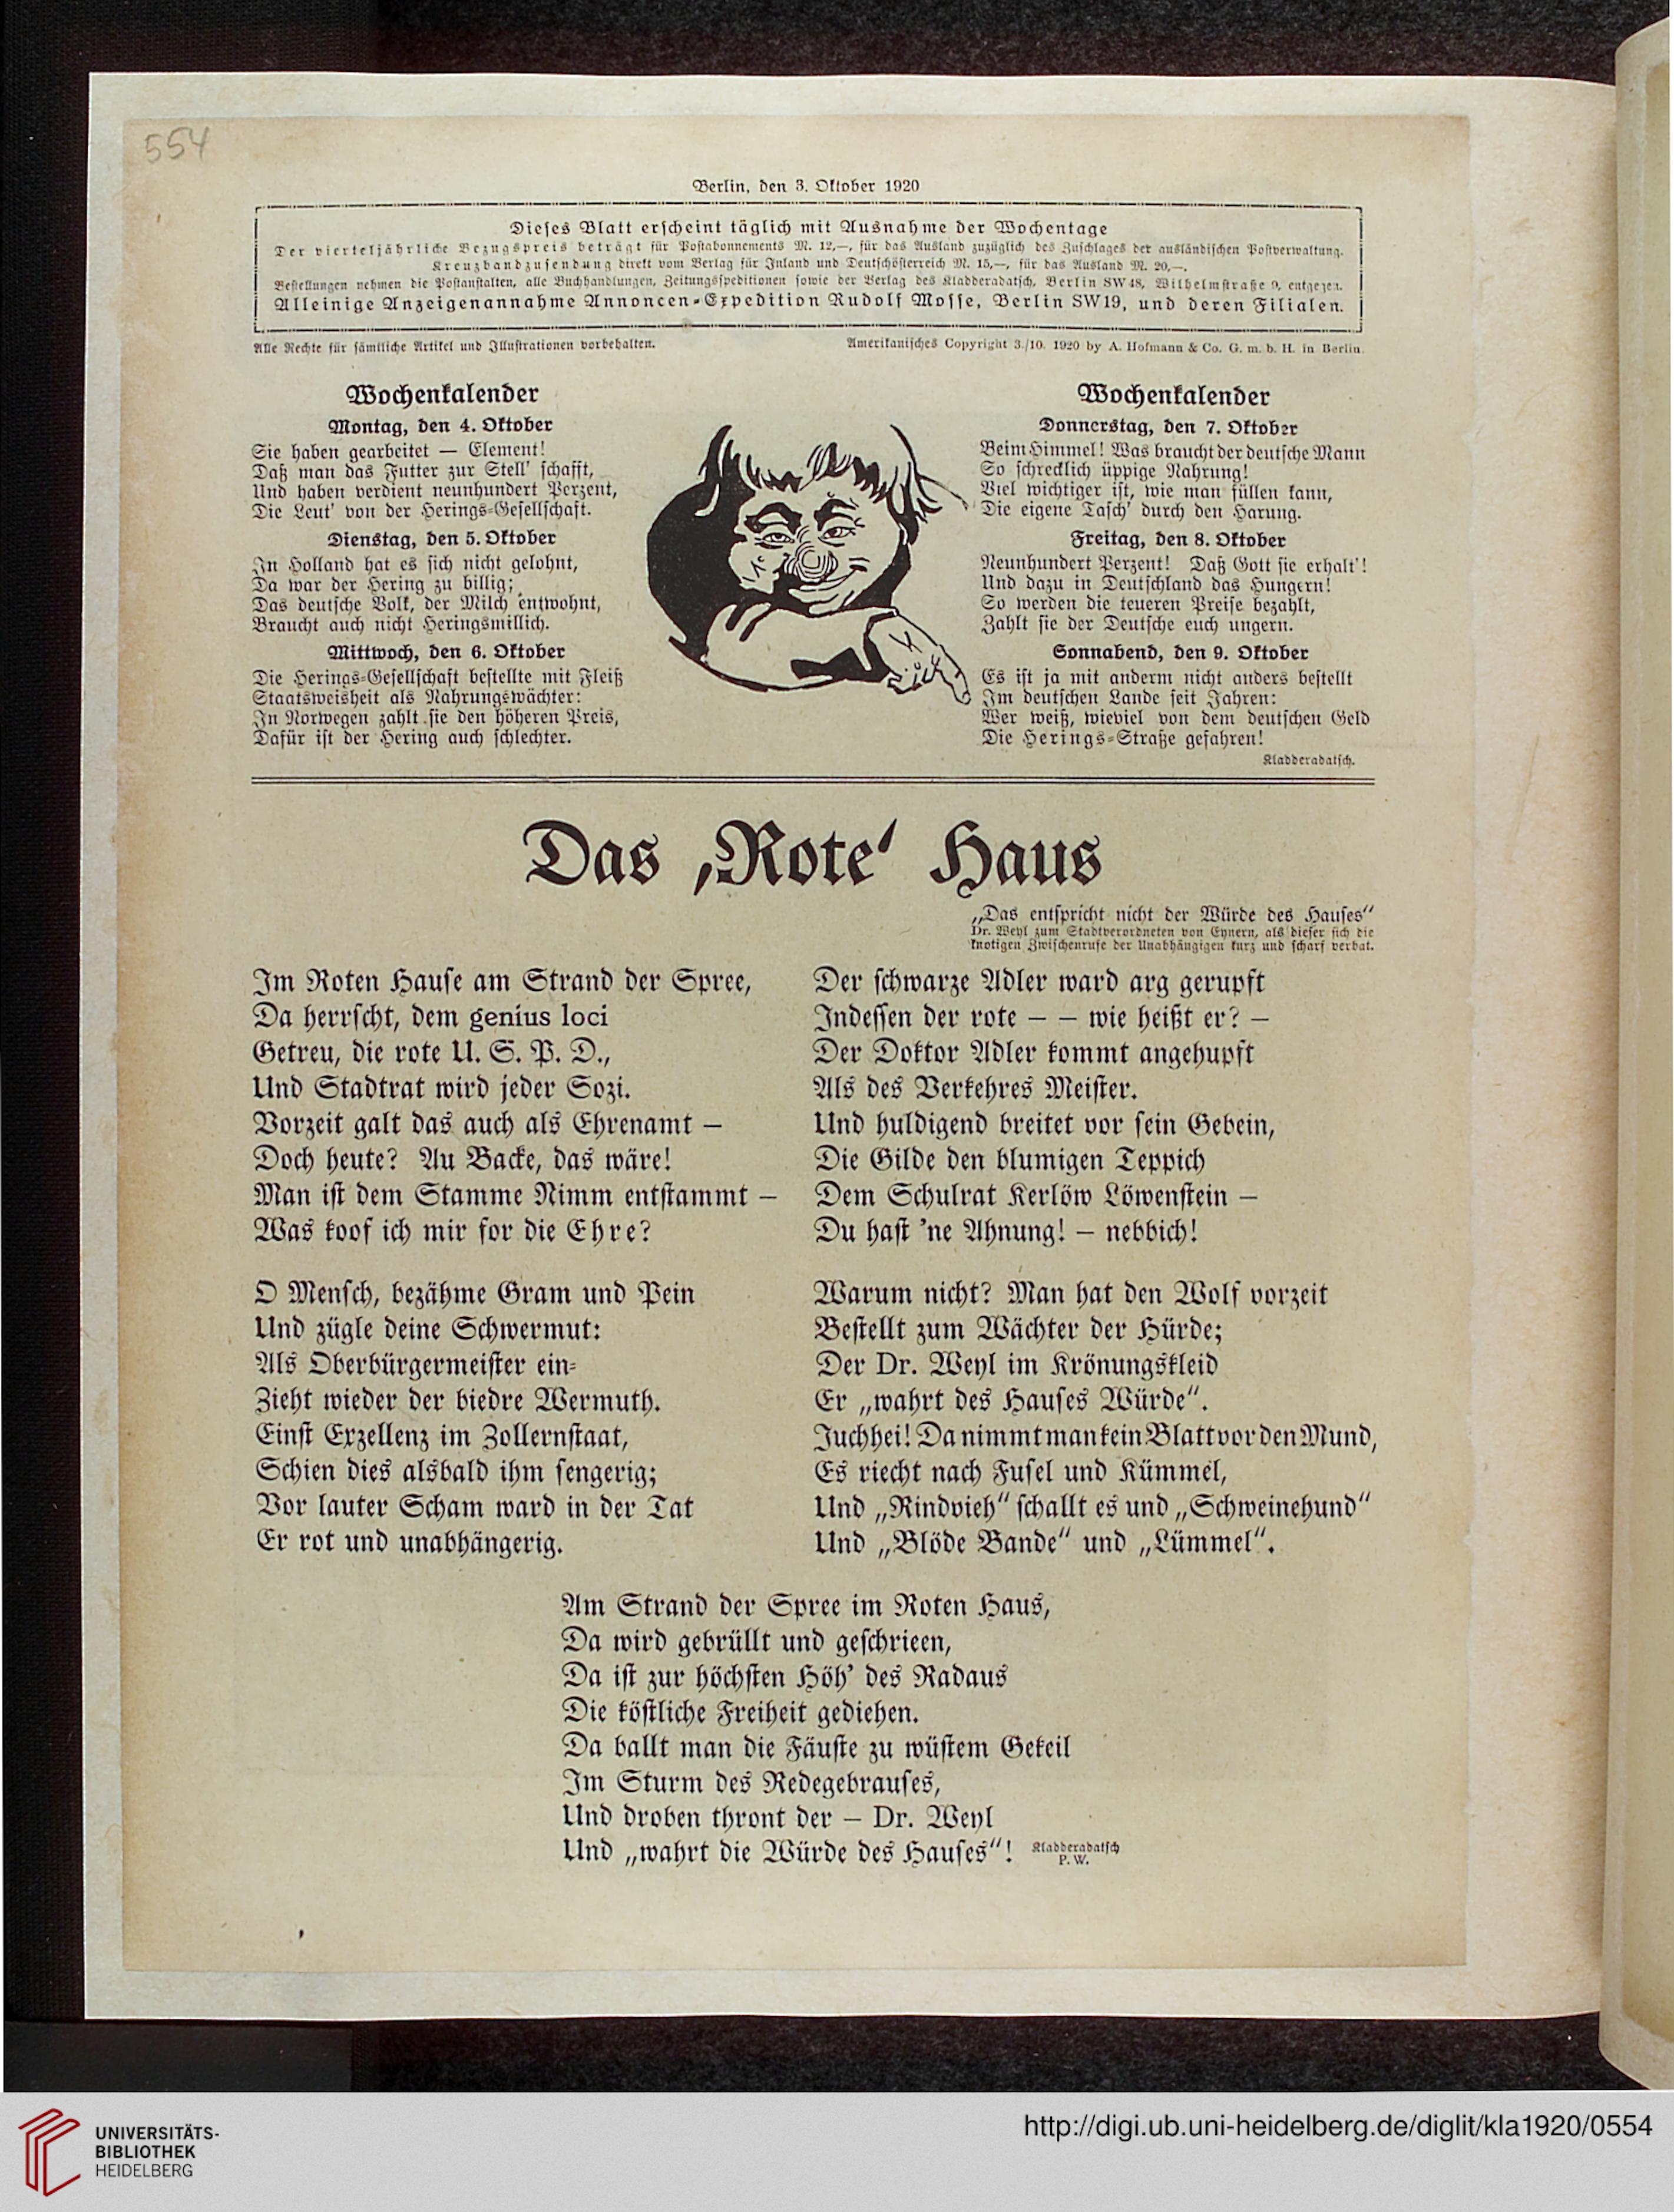 554
Berlin, den 3. Oktober 1920
Dieses Blatt erscheint täglich mit Ausnahme der Wochentage
Der vierteljährliche Bezugspreis beträgt für Postabonnements M. 12,—, für das Ausland zuzüglich des Zuschlages der ausländischen Postverwaltung.
Kreuzbandzusendung direkt vom Verlag für Inland und Deutschösterreich M. 15,—, für das Ausland M. 20,—.
Bestellungen nehmen die Postanstalten, alle Buchhandlungen, Zeitungsspeditionen sowie der Verlag des Kladderadatsch, Berlin SW 48, Wilhelmstraße 9, entgegen.
Alleinige Anzeigenannahme Annoncen-Expedition Rudolf Mosse, Berlin SW19, und deren Filialen.
Alle Rechte für sämtliche Artikel und Illustrationen vorbehalten.
Amerikanisches Copyright 3./10. 1920 by A. Hofmann & Co. G. m. b. H. in Berlin.
Wochenkalender
Montag, den 4. Oktober
Sie haben gearbeitet — Element!
Daß man das Futter zur Stell' schafft,
Und haben verdient neunhundert Perzent,
Die Leut' von der Herings-Gesellschaft.
Dienstag, den 5. Oktober
In Holland hat es sich nicht gelohnt,
Da war der Hering zu billig;
Das deutsche Volk, der Milch entwohnt,
Braucht auch nicht Heringsmillich.
Mittwoch, den 6. Oktober
Die Herings-Gesellschaft bestellte mit Fleiß
Staatsweisheit als Nahrungswächter:
In Norwegen zahlt sie den höheren Preis,
Dafür ist der Hering auch schlechter.
Wochenkalender
Donnerstag, den 7. Oktober
Beim Himmel! Was braucht der deutsche Mann
So schrecklich üppige Nahrung!
Viel wichtiger ist, wie man füllen kann,
Die eigene Tasch' durch den Harung.
Freitag, den 8. Oktober
Neunhundert Perzent! Daß Gott sie erhalt'!
Und dazu in Deutschland das Hungern!
So werden die teueren Preise bezahlt,
Zahlt sie der Deutsche euch ungern.
Sonnabend, den 9. Oktober
Es ist ja mit anderm nicht anders bestellt
Im deutschen Lande seit Jahren:
Wer weiß, wieviel von dem deutschen Geld
Die Herings-Straße gefahren!
Kladderadatsch.
Das ‚Rote‘ Haus
„Das entspricht nicht der Würde des Hauses“
Dr. Weyl zum Stadtverordneten von Eynern, als dieser sich die
knotigen Zwischenrufe der Unabhängigen kurz und scharf verbat.
Im Roten Hause am Strand der Spree,
Da herrscht, dem genius loci
Getreu, die rote U. S. P. D.,
Und Stadtrat wird jeder Sozi.
Vorzeit galt das auch als Ehrenamt —
Doch heute? Au Backe, das wäre!
Man ist dem Stamme Nimm entstammt —
Was koof ich mir for die Ehre?
O Mensch, bezähme Gram und Pein
Und zügle deine Schwermut:
Als Oberbürgermeister ein-
Zieht wieder der biedre Wermuth.
Einst Exzellenz im Zollernstaat,
Schien dies alsbald ihm sengerig;
Vor lauter Scham ward in der Tat
Er rot und unabhängerig.
Der schwarze Adler ward arg gerupft
Indessen der rote — — wie heißt er? —
Der Doktor Adler kommt angehupft
Als des Verkehres Meister.
Und huldigend breitet vor sein Gebein,
Die Gilde den blumigen Teppich
Dem Schulrat Kerlöw Löwenstein —
Du hast 'ne Ahnung! — nebbich!
Warum nicht? Man hat den Wolf vorzeit
Bestellt zum Wächter der Hürde;
Der Dr. Weyl im Krönungskleid
Er „wahrt des Hauses Würde“.
Juchhei! Da nimmt man kein Blatt vor den Mund,
Es riecht nach Fusel und Kümmel,
Und „Rindvieh“ schallt es und „Schweinehund“
Und „Blöde Bande“ und „Lümmel“.
Am Strand der Spree im Roten Haus,
Da wird gebrüllt und geschrieen,
Da ist zur höchsten Höh' des Radaus
Die köstliche Freiheit gediehen.
Da ballt man die Fäuste zu wüstem Gekeil
Im Sturm des Redegebrauses,
Und droben thront der — Dr. Weyl
Und „wahrt die Würde des Hauses“!
Kladderadatsch
P. W.
UNIVERSITÄTS-
BIBLIOTHEK
HEIDELBERG
http://digi.ub.uni-heidelberg.de/diglit/kla1920/0554